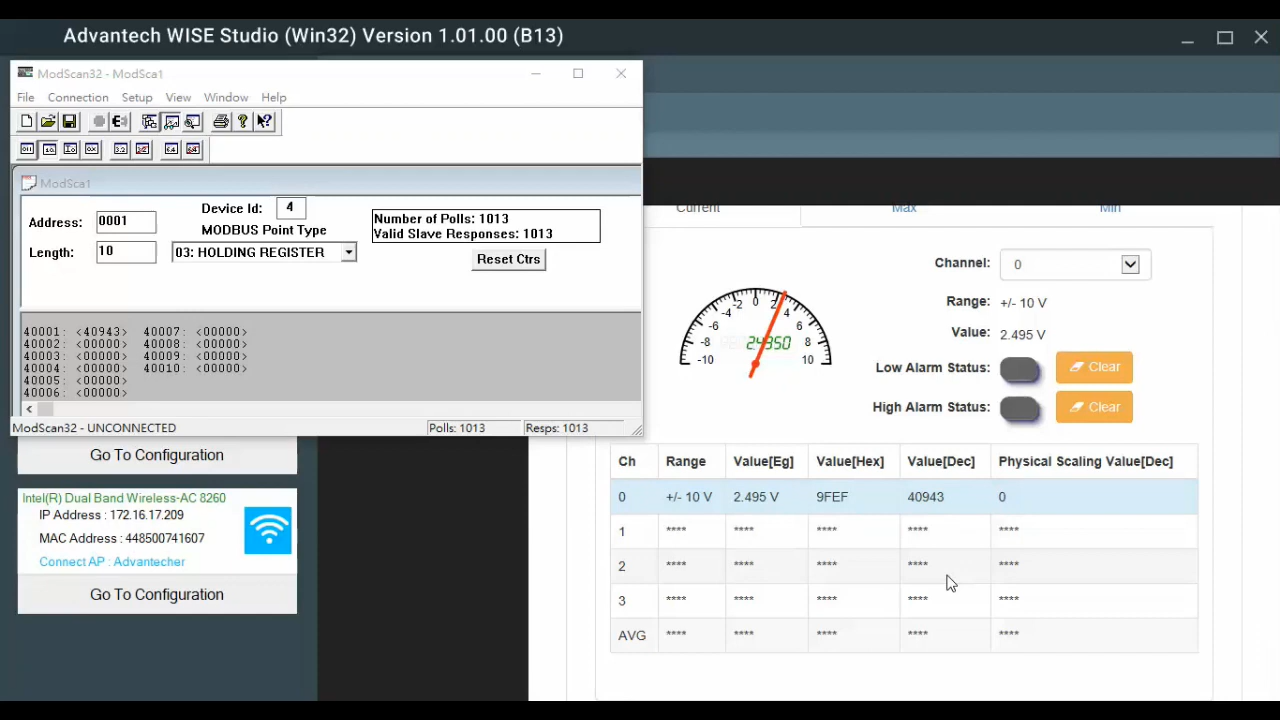 Advantech WISE Studio (Win32) Version 1.01.00 (B13)
ModScan32 - ModSca1
File Connection Setup View Window Help
ModSca1
Address: 0001
Device Id: 4
MODBUS Point Type
Length: 10
03: HOLDING REGISTER
Number of Polls: 1013
Valid Slave Responses: 1013
Reset Ctrs
40001: <40943> 40007: <00000>
40002: <00000> 40008: <00000>
40003: <00000> 40009: <00000>
40004: <00000> 40010: <00000>
40005: <00000>
40006: <00000>
ModScan32 - UNCONNECTED
Polls: 1013
Resps: 1013
Go To Configuration
Intel(R) Dual Band Wireless-AC 8260
IP Address : 172.16.17.209
MAC Address : 448500741607
Connect AP : Advantecher
Go To Configuration
Current Max Min
Channel: 0
Range: +/- 10 V
Value: 2.495 V
Low Alarm Status: Clear
High Alarm Status: Clear
-10 -8 -6 -4 -2 0 2 4 6 8 10
Ch Range Value[Eg] Value[Hex] Value[Dec] Physical Scaling Value[Dec]
0 +/- 10 V 2.495 V 9FEF 40943 0
1 **** **** **** **** ****
2 **** **** **** **** ****
3 **** **** **** **** ****
AVG **** **** **** **** ****